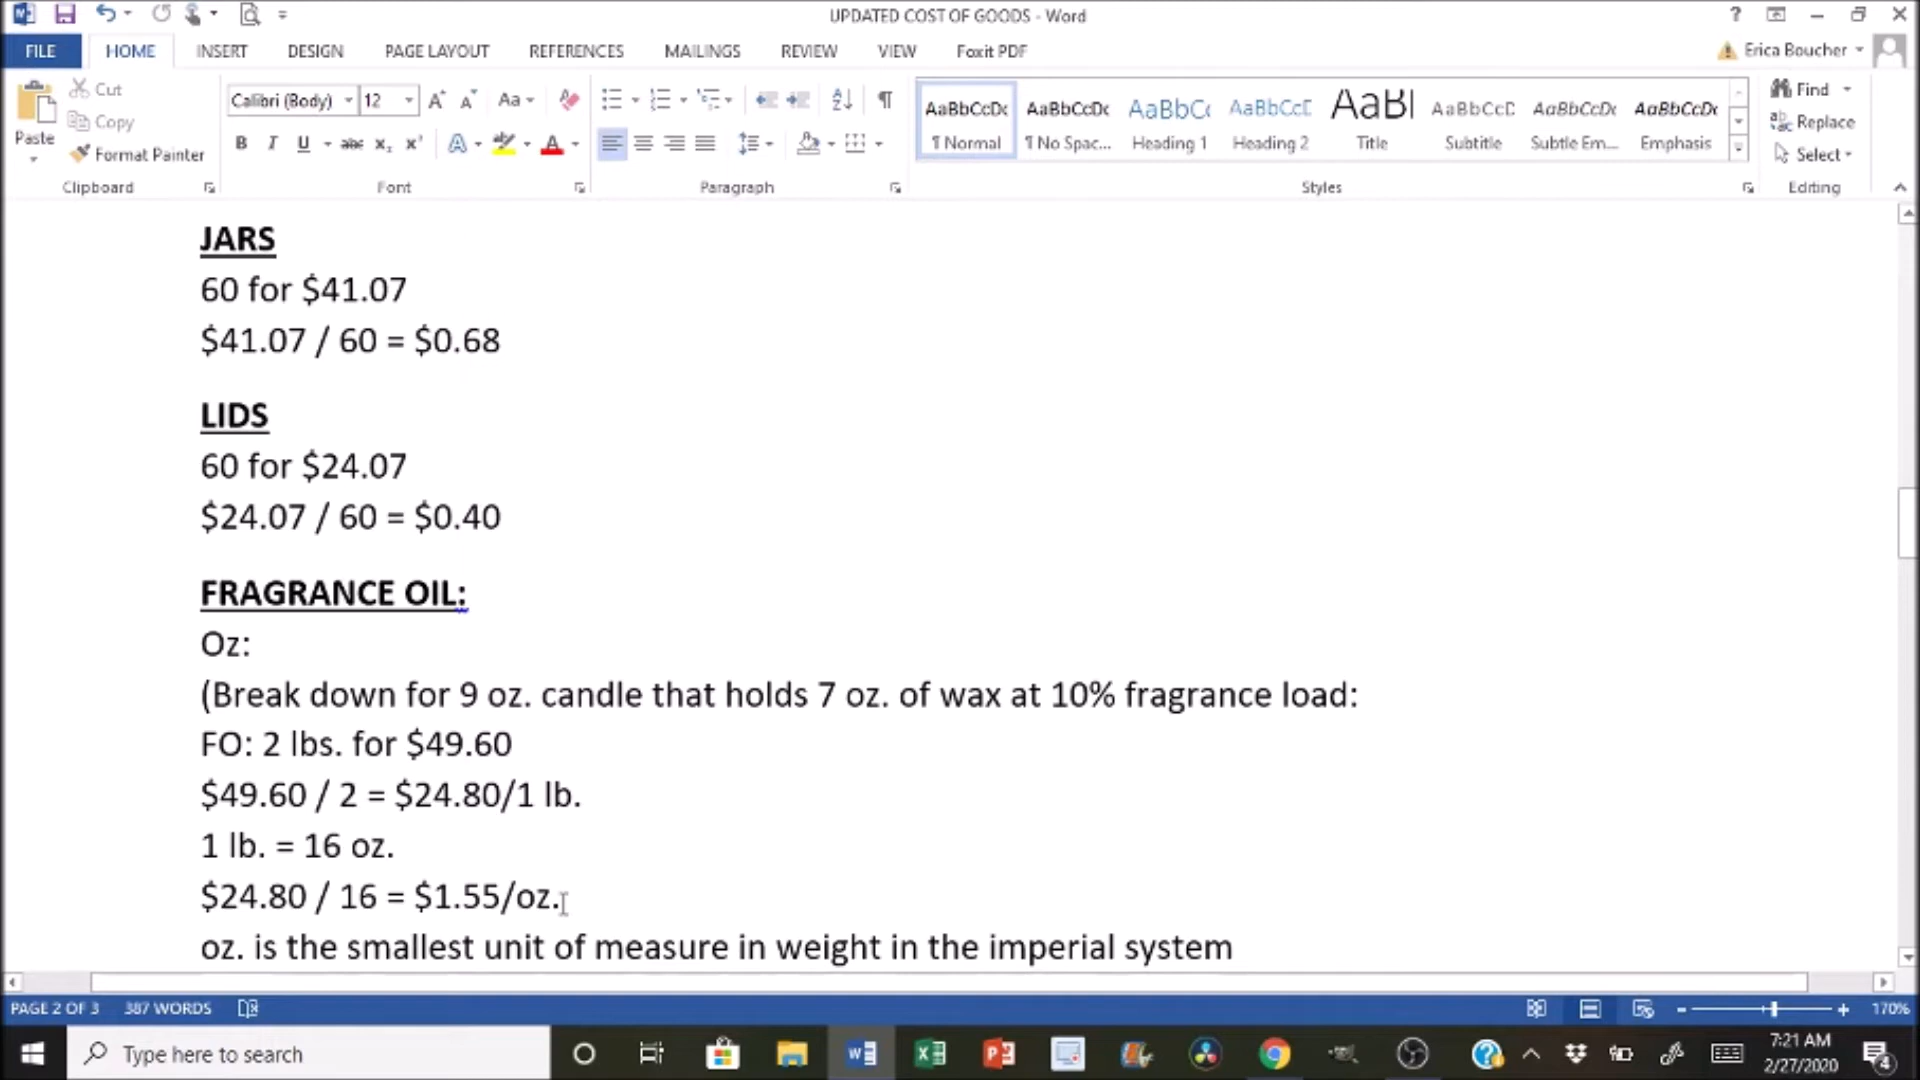 UPDATED COST OF GOODS - Word
FILE HOME INSERT DESIGN PAGE LAYOUT REFERENCES MAILINGS REVIEW VIEW Foxit PDF Erica Boucher
Paste
Cut
Copy
Format Painter
Calibri (Body) 12
AaBbCcDc AaBbCcDc AaBbC AaBbCcD AaBl AaBbCcD AaBbCcDc AaBbCcDc
¶ Normal ¶ No Spac... Heading 1 Heading 2 Title Subtitle Subtle Em... Emphasis
Find
Replace
Select
Clipboard Font Paragraph Styles Editing
JARS
60 for $41.07
$41.07 / 60 = $0.68
LIDS
60 for $24.07
$24.07 / 60 = $0.40
FRAGRANCE OIL:
Oz:
(Break down for 9 oz. candle that holds 7 oz. of wax at 10% fragrance load:
FO: 2 lbs. for $49.60
$49.60 / 2 = $24.80/1 lb.
1 lb. = 16 oz.
$24.80 / 16 = $1.55/oz.
oz. is the smallest unit of measure in weight in the imperial system
PAGE 2 OF 3 387 WORDS 170%
Type here to search
7:21 AM
2/27/2020
4